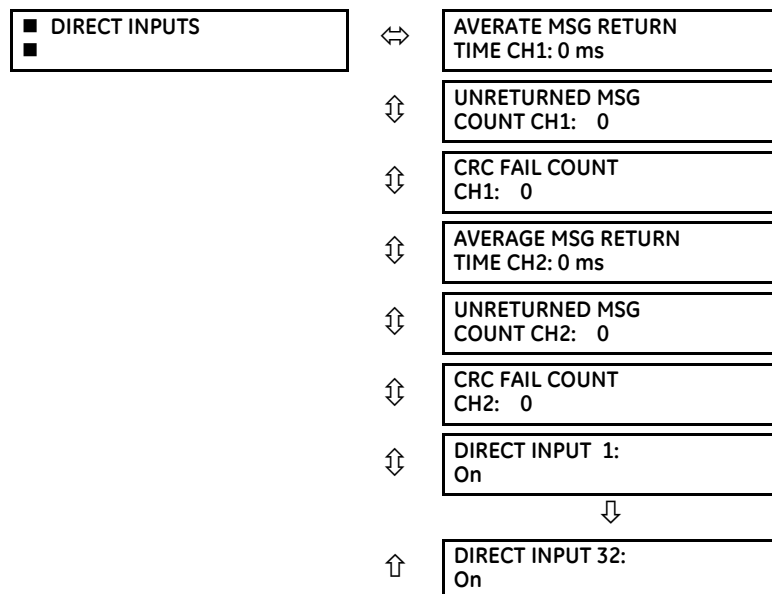 ■ DIRECT INPUTS
■
AVERATE MSG RETURN
TIME CH1: 0 ms
UNRETURNED MSG
COUNT CH1: 0
CRC FAIL COUNT
CH1: 0
AVERAGE MSG RETURN
TIME CH2: 0 ms
UNRETURNED MSG
COUNT CH2: 0
CRC FAIL COUNT
CH2: 0
DIRECT INPUT 1:
On
DIRECT INPUT 32:
On